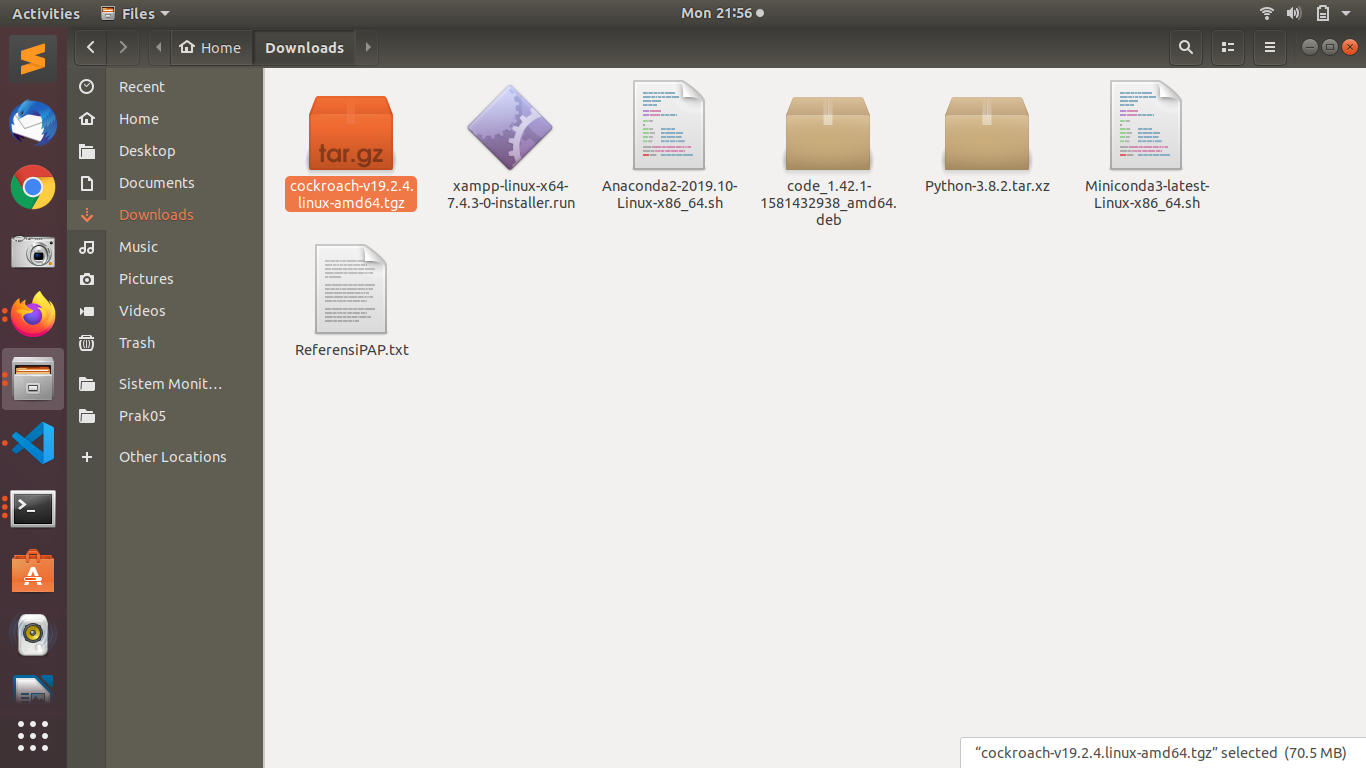 Activities
Files
Mon 21:56
Home
Downloads
Recent
Home
Desktop
Documents
Downloads
Music
Pictures
Videos
Trash
Sistem Monit…
Prak05
Other Locations
tar.gz
cockroach-v19.2.4.
linux-amd64.tgz
xampp-linux-x64-
7.4.3-0-installer.run
Anaconda2-2019.10-
Linux-x86_64.sh
code_1.42.1-
1581432938_amd64.
deb
Python-3.8.2.tar.xz
Miniconda3-latest-
Linux-x86_64.sh
ReferensiPAP.txt
“cockroach-v19.2.4.linux-amd64.tgz” selected (70.5 MB)